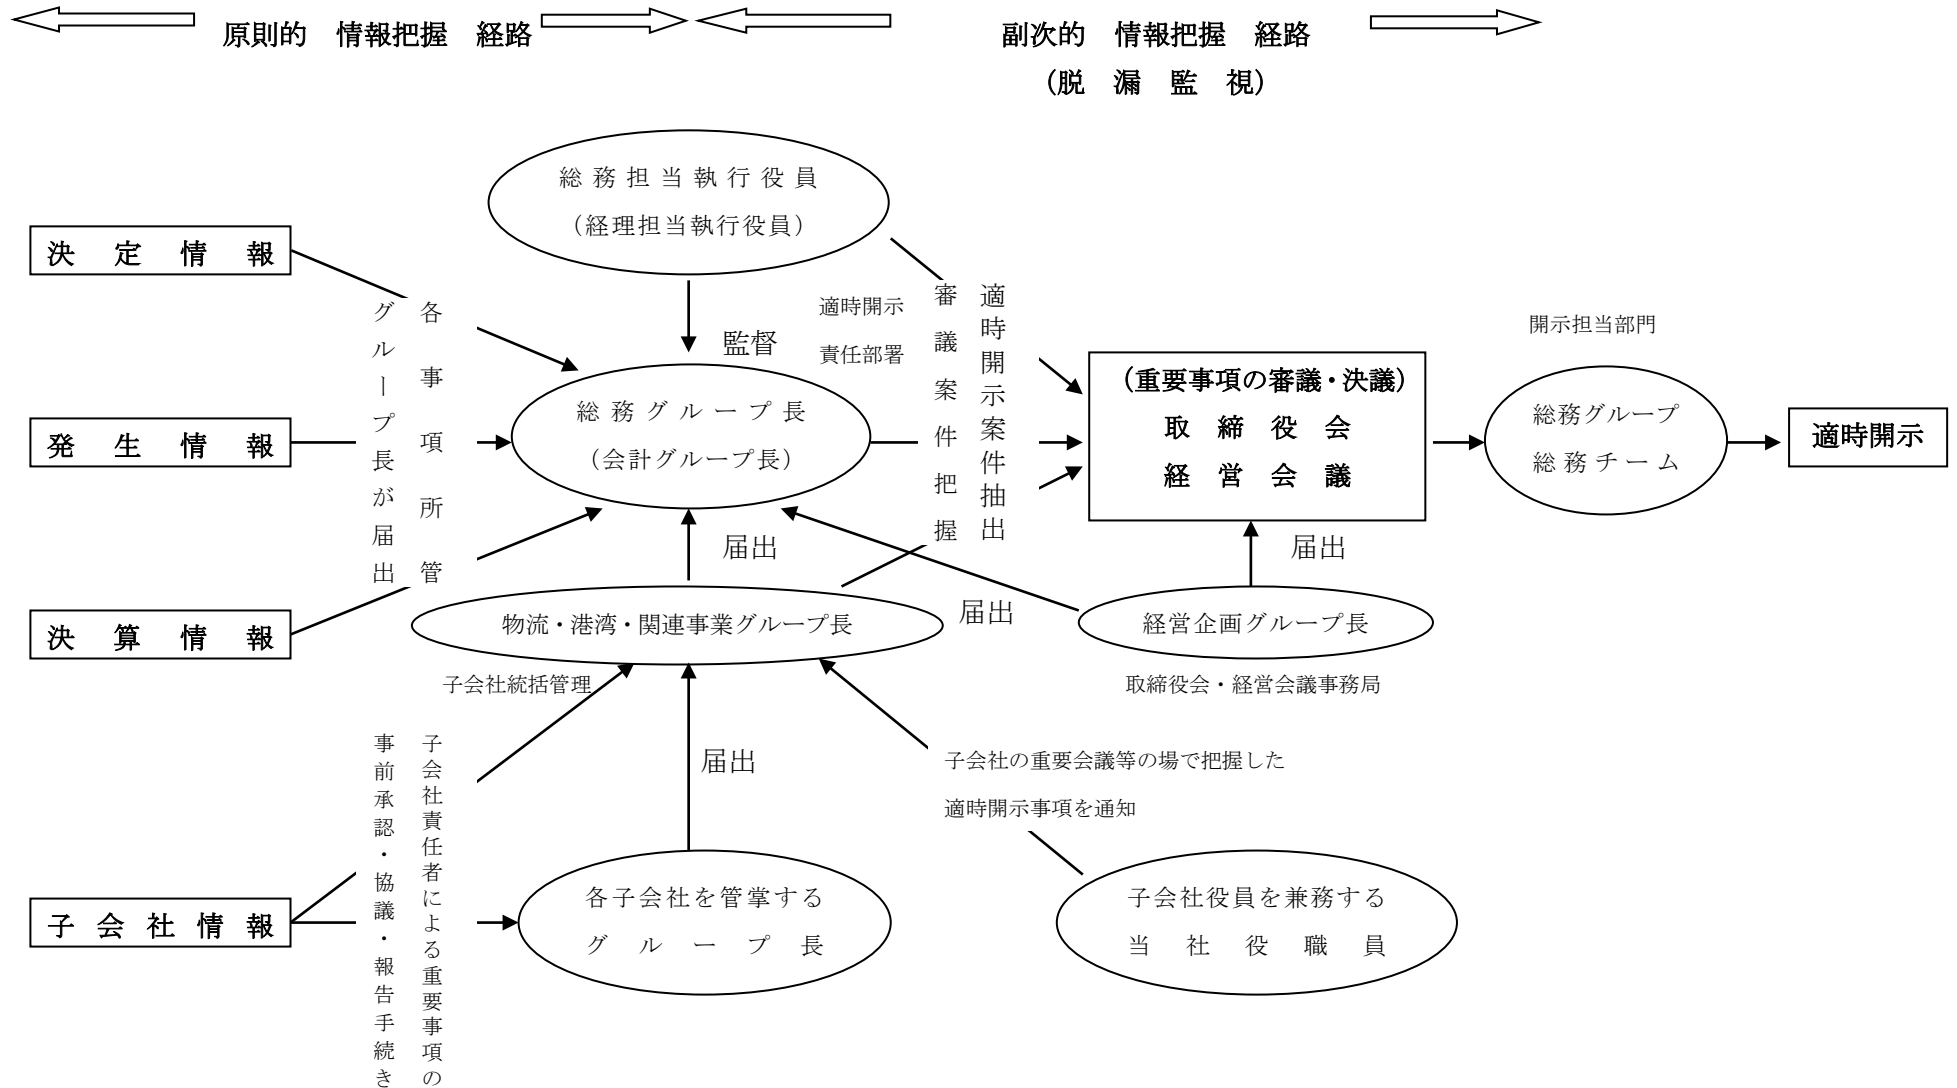 原則的　情報把握　経路
副次的　情報把握　経路
（脱　漏　監　視）
総務担当執行役員
（経理担当執行役員）
決定情報
各事項所管
グループ長が届出
監督
適時開示
責任部署
適時開示案件抽出
審議案件把握
開示担当部門
（重要事項の審議・決議）
取締役会
経営会議
総務グループ
総務チーム
適時開示
発生情報
総務グループ長
（会計グループ長）
届出
届出
届出
決算情報
物流・港湾・関連事業グループ長
経営企画グループ長
子会社統括管理
取締役会・経営会議事務局
子会社責任者による重要事項の
事前承認・協議・報告手続き
届出
子会社の重要会議等の場で把握した
適時開示事項を通知
子会社情報
各子会社を管掌する
グループ長
子会社役員を兼務する
当社役職員